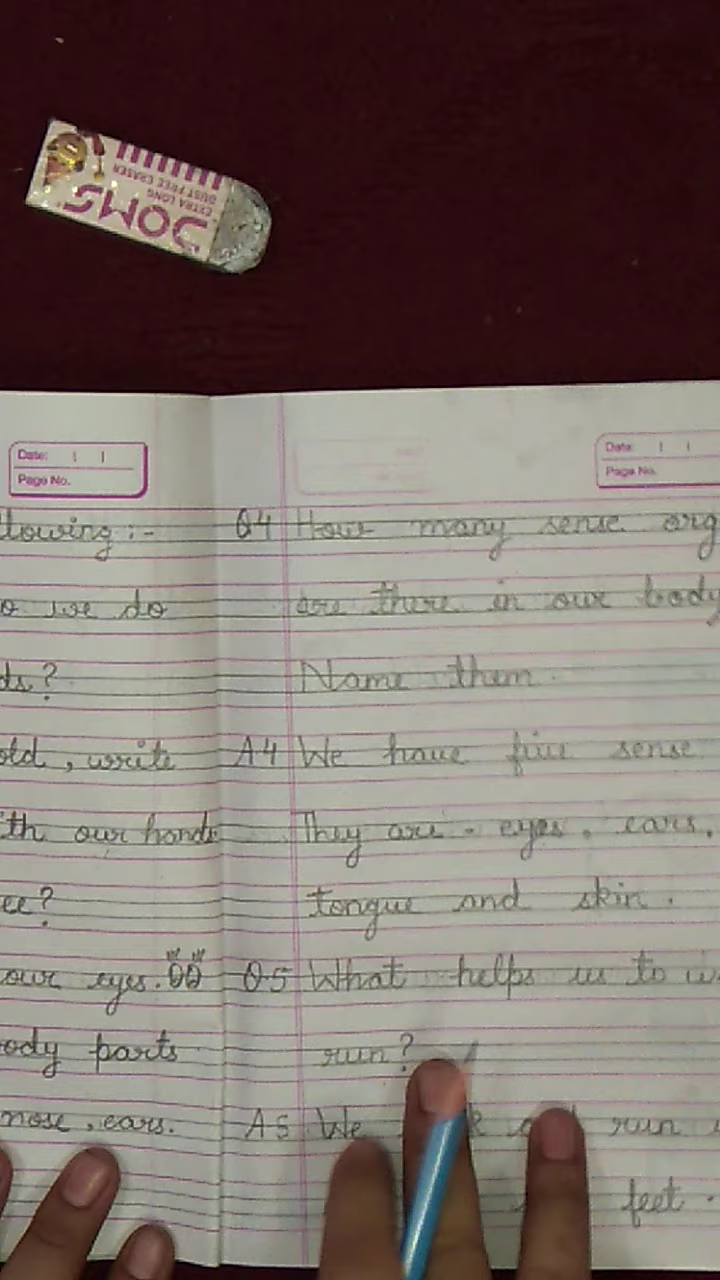 DOMS
EXTRA LONG
DUST FREE ERASER
Date:
Page No.
lowing :-
o we do
ds?
old, write
ith our hands
ee?
our eyes.
ody parts
nose, ears.
Date:
Page No.
Q4 How many sense org
are there in our body
Name them.
A4 We have five sense
They are - eyes, ears,
tongue and skin.
Q5 What helps us to w
run?
A5 We and run
feet.